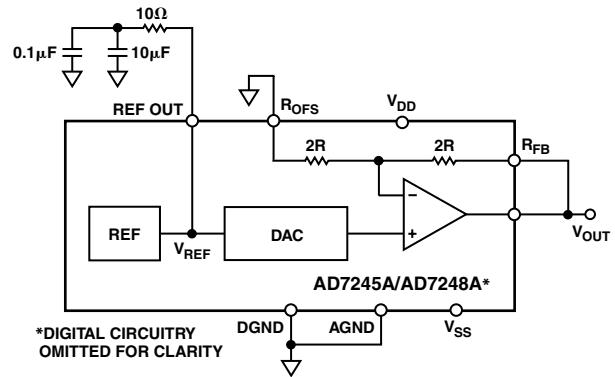 10Ω
0.1µF
10µF
REF OUT
R_OFS
V_DD
2R
2R
R_FB
REF
V_REF
DAC
−
+
V_OUT
AD7245A/AD7248A*
*DIGITAL CIRCUITRY
OMITTED FOR CLARITY
DGND
AGND
V_SS